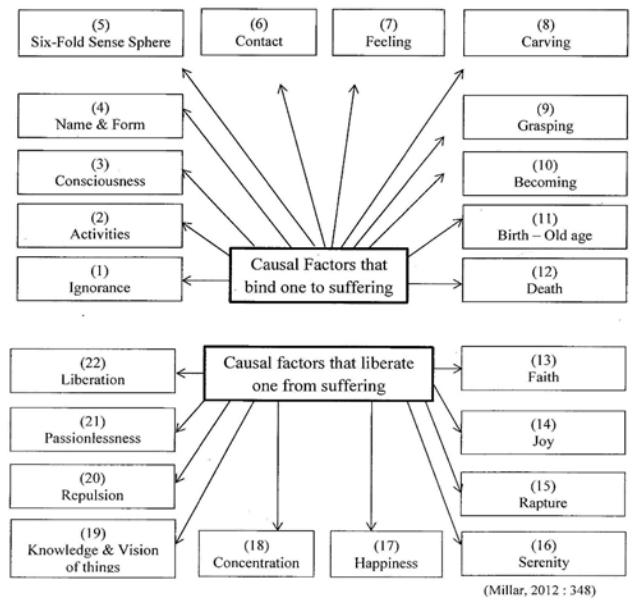 (5)
Six-Fold Sense Sphere
(6)
Contact
(7)
Feeling
(8)
Carving
(4)
Name & Form
(9)
Grasping
(3)
Consciousness
(10)
Becoming
(2)
Activities
(11)
Birth – Old age
(1)
Ignorance
Causal Factors that
bind one to suffering
(12)
Death
(22)
Liberation
Causal factors that liberate
one from suffering
(13)
Faith
(21)
Passionlessness
(14)
Joy
(20)
Repulsion
(15)
Rapture
(19)
Knowledge & Vision
of things
(18)
Concentration
(17)
Happiness
(16)
Serenity
(Millar, 2012 : 348)